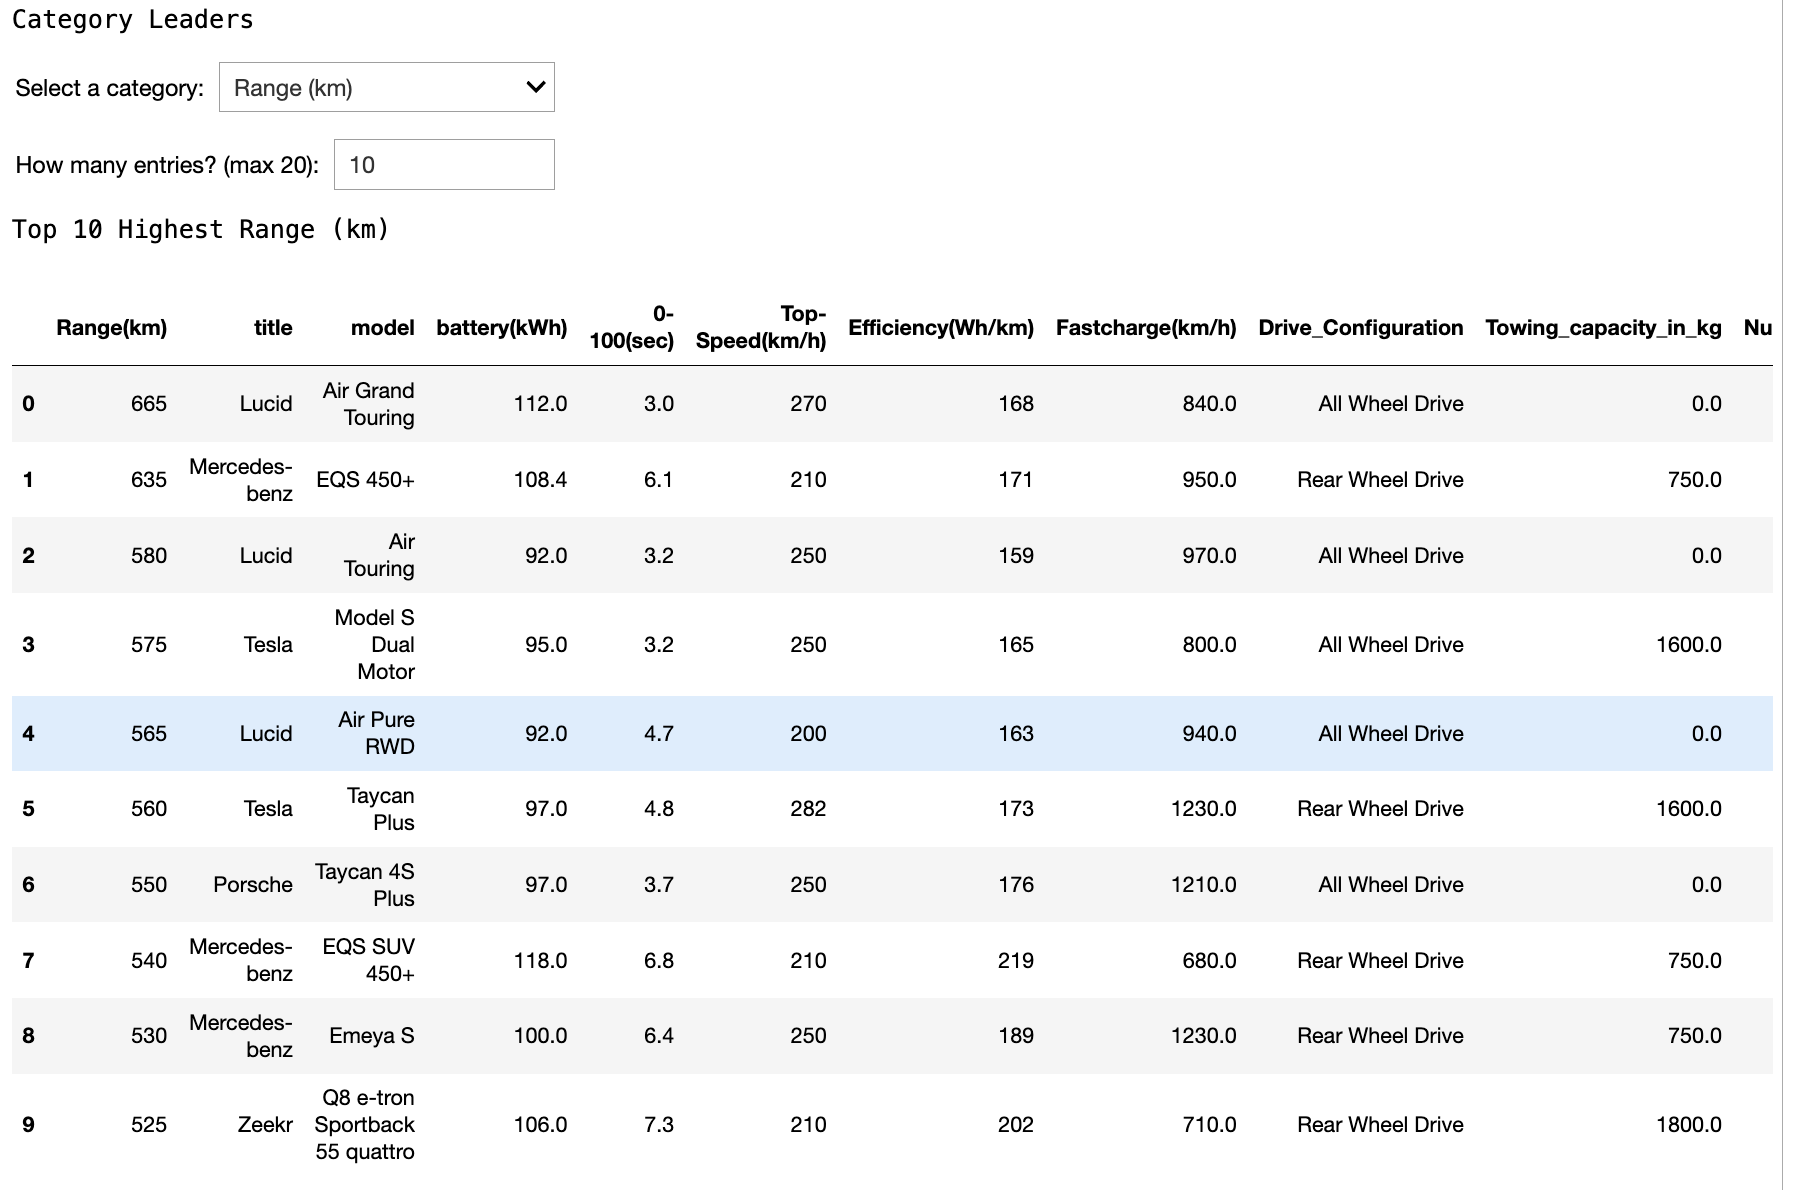 Category Leaders
Select a category: Range (km)
How many entries? (max 20): 10
Top 10 Highest Range (km)
Range(km) title model battery(kWh) 0-100(sec) Top-Speed(km/h) Efficiency(Wh/km) Fastcharge(km/h) Drive_Configuration Towing_capacity_in_kg Nu
0 665 Lucid Air Grand Touring 112.0 3.0 270 168 840.0 All Wheel Drive 0.0
1 635 Mercedes-benz EQS 450+ 108.4 6.1 210 171 950.0 Rear Wheel Drive 750.0
2 580 Lucid Air Touring 92.0 3.2 250 159 970.0 All Wheel Drive 0.0
3 575 Tesla Model S Dual Motor 95.0 3.2 250 165 800.0 All Wheel Drive 1600.0
4 565 Lucid Air Pure RWD 92.0 4.7 200 163 940.0 All Wheel Drive 0.0
5 560 Tesla Taycan Plus 97.0 4.8 282 173 1230.0 Rear Wheel Drive 1600.0
6 550 Porsche Taycan 4S Plus 97.0 3.7 250 176 1210.0 All Wheel Drive 0.0
7 540 Mercedes-benz EQS SUV 450+ 118.0 6.8 210 219 680.0 Rear Wheel Drive 750.0
8 530 Mercedes-benz Emeya S 100.0 6.4 250 189 1230.0 Rear Wheel Drive 750.0
9 525 Zeekr Q8 e-tron Sportback 55 quattro 106.0 7.3 210 202 710.0 Rear Wheel Drive 1800.0